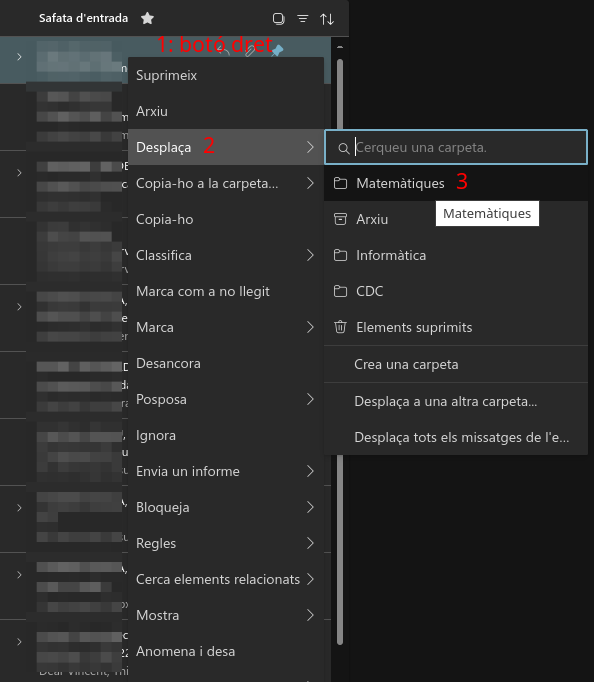 Safata d'entrada
1: botó dret
Suprimeix
Arxiu
Desplaça 2
Copia-ho a la carpeta...
Copia-ho
Classifica
Marca com a no llegit
Marca
Desancora
Posposa
Ignora
Envia un informe
Bloqueja
Regles
Cerca elements relacionats
Mostra
Anomena i desa
Cerqueu una carpeta.
Matemàtiques 3
Matemàtiques
Arxiu
Informàtica
CDC
Elements suprimits
Crea una carpeta
Desplaça a una altra carpeta...
Desplaça tots els missatges de l'e...